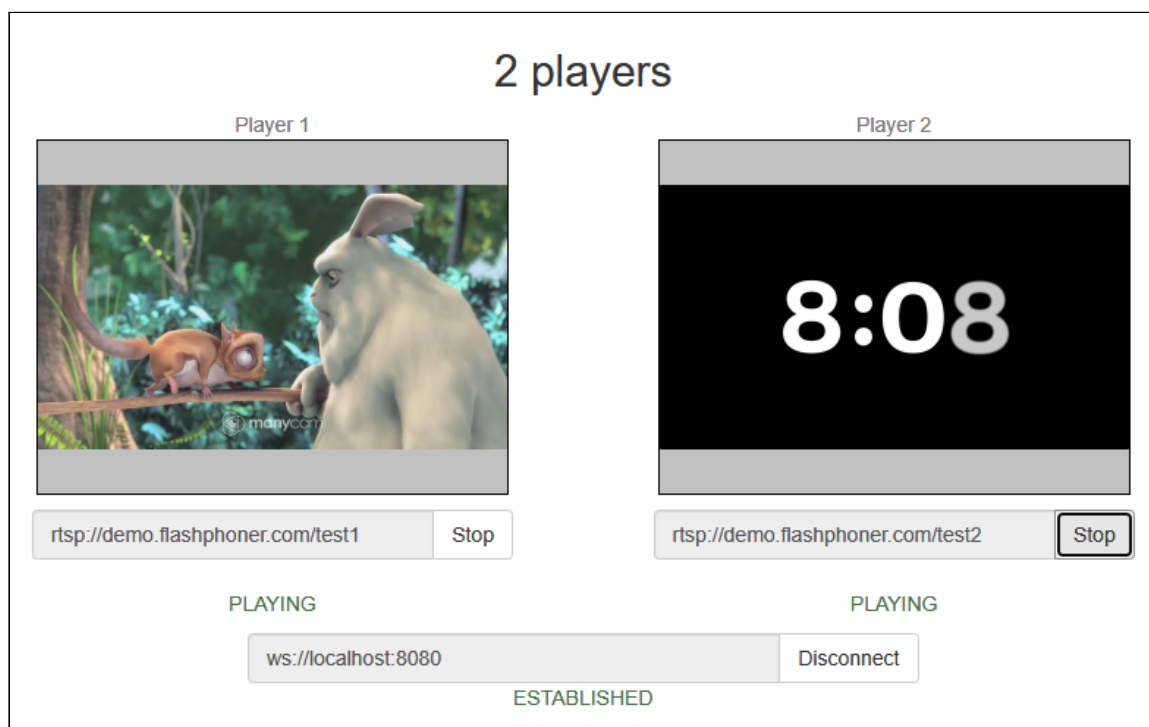 2 players
Player 1
Player 2
manycam
8:08
rtsp://demo.flashphoner.com/test1
Stop
rtsp://demo.flashphoner.com/test2
Stop
PLAYING
PLAYING
ws://localhost:8080
Disconnect
ESTABLISHED